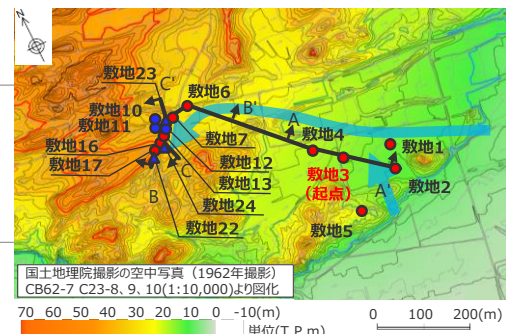 N
敷地23
C'
敷地6
敷地10
B'
敷地11
A
敷地4
敷地1
敷地16
敷地7
敷地17
敷地12
敷地3
(起点)
敷地2
C
敷地13
A'
B
敷地24
敷地5
敷地22
国土地理院撮影の空中写真（1962年撮影）
CB62-7 C23-8、9、10(1:10,000)より図化
70 60 50 40 30 20 10 0 -10(m)
単位(T.P.m)
0 100 200(m)